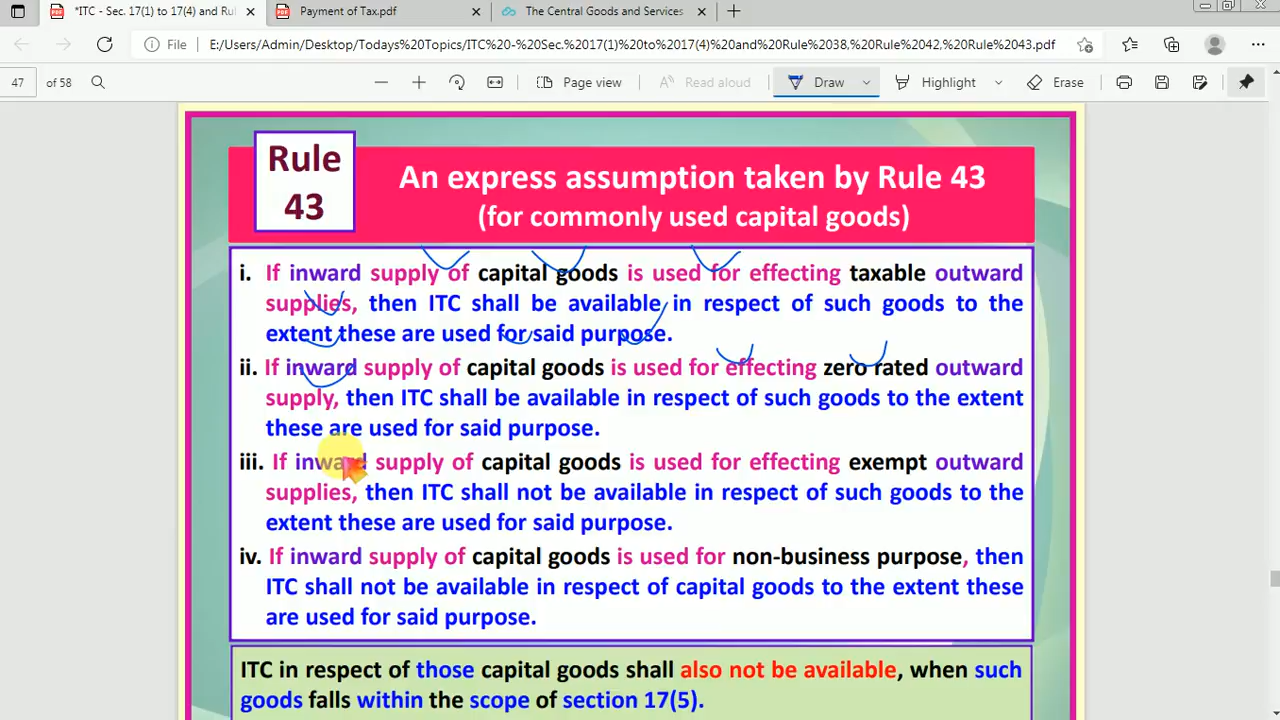 *ITC - Sec. 17(1) to 17(4) and Ru
Payment of Tax.pdf
The Central Goods and Services
File
E:/Users/Admin/Desktop/Todays%20Topics/ITC%20,%20Sec.%2017(1)%20to%2017(4)%20and%20Rule%2038,%20Rule%2042,%20Rule%2043.pdf
47 of 58
Page view
Read aloud
Draw
Highlight
Erase
Rule
43
An express assumption taken by Rule 43
(for commonly used capital goods)
i. If inward supply of capital goods is used for effecting taxable outward
supplies, then ITC shall be available in respect of such goods to the
extent these are used for said purpose.
ii. If inward supply of capital goods is used for effecting zero rated outward
supply, then ITC shall be available in respect of such goods to the extent
these are used for said purpose.
iii. If inward supply of capital goods is used for effecting exempt outward
supplies, then ITC shall not be available in respect of such goods to the
extent these are used for said purpose.
iv. If inward supply of capital goods is used for non-business purpose, then
ITC shall not be available in respect of capital goods to the extent these
are used for said purpose.
ITC in respect of those capital goods shall also not be available, when such
goods falls within the scope of section 17(5).